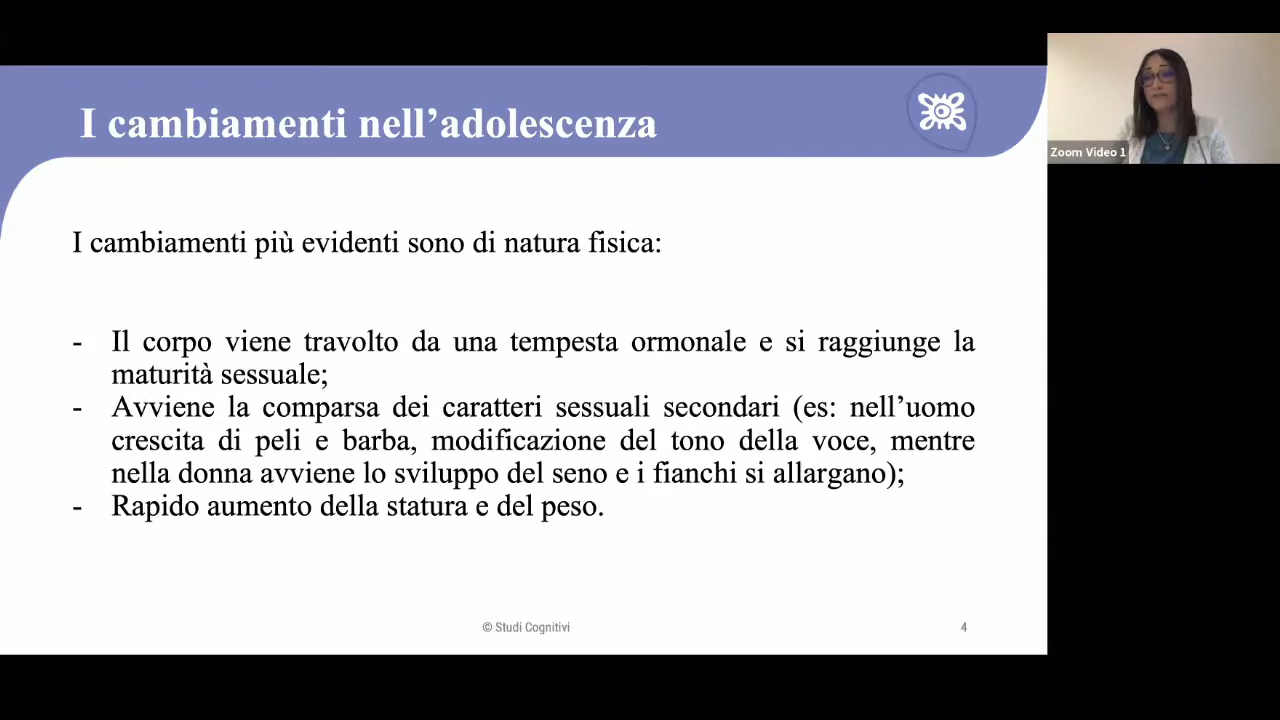 I cambiamenti nell’adolescenza
Zoom Video 1
I cambiamenti più evidenti sono di natura fisica:
- Il corpo viene travolto da una tempesta ormonale e si raggiunge la
maturità sessuale;
- Avviene la comparsa dei caratteri sessuali secondari (es: nell’uomo
crescita di peli e barba, modificazione del tono della voce, mentre
nella donna avviene lo sviluppo del seno e i fianchi si allargano);
- Rapido aumento della statura e del peso.
© Studi Cognitivi
4